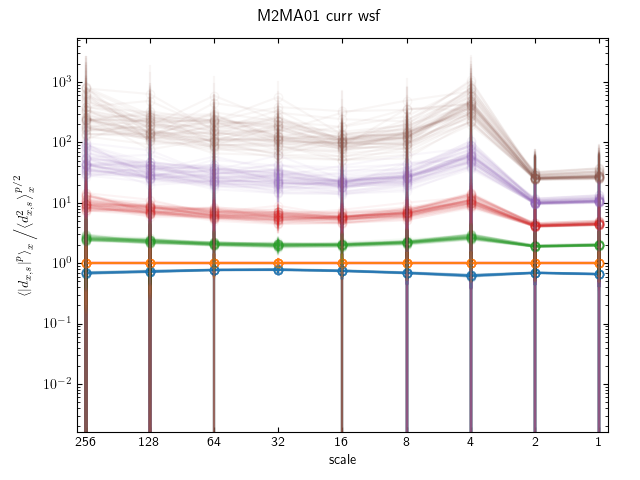 M2MA01 curr wsf
10³
10²
10¹
10⁰
10⁻¹
10⁻²
⟨|d_{x,s}|^p⟩_x / ⟨d²_{x,s}⟩_x^{p/2}
256 128 64 32 16 8 4 2 1
scale